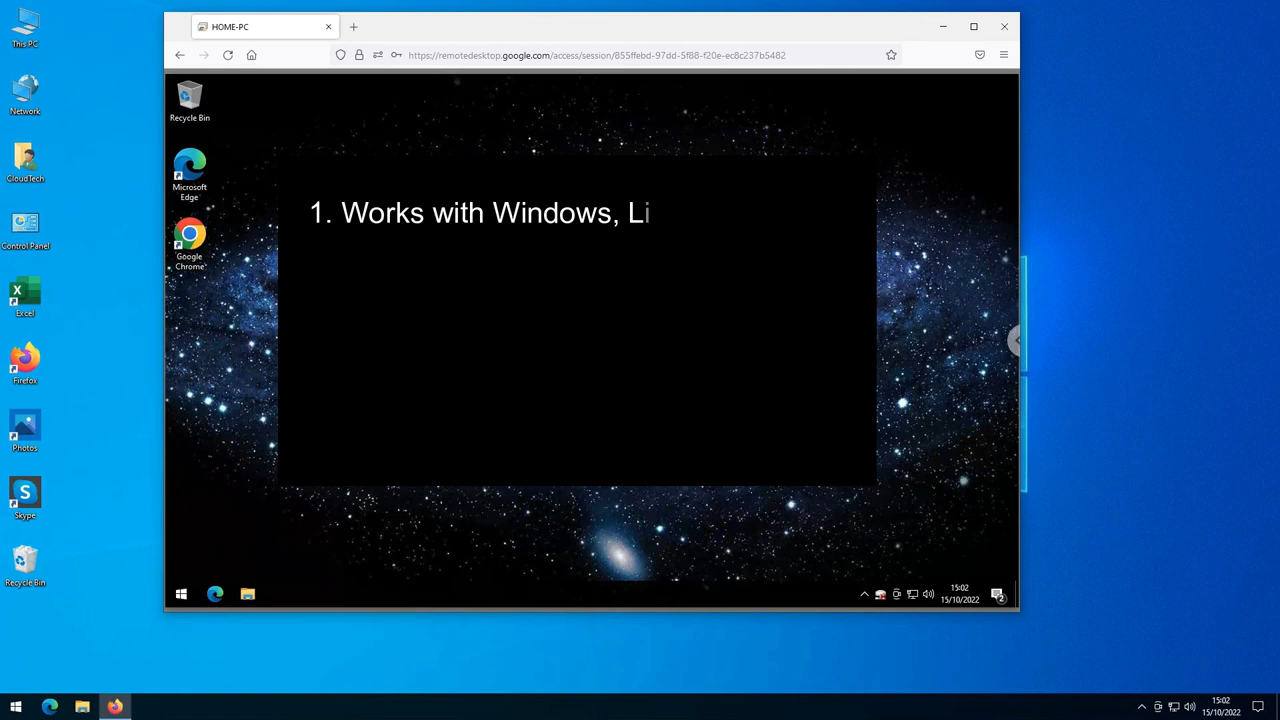 This PC
Network
CloudTech
Control Panel
Excel
Firefox
Photos
Skype
Recycle Bin
HOME-PC
https://remotedesktop.google.com/access/session/855ffebd-97dd-5f88-f20e-ec8c237b5482
Recycle Bin
Microsoft
Edge
Google
Chrome
1. Works with Windows, Li
15:02
15/10/2022
2
15:02
15/10/2022